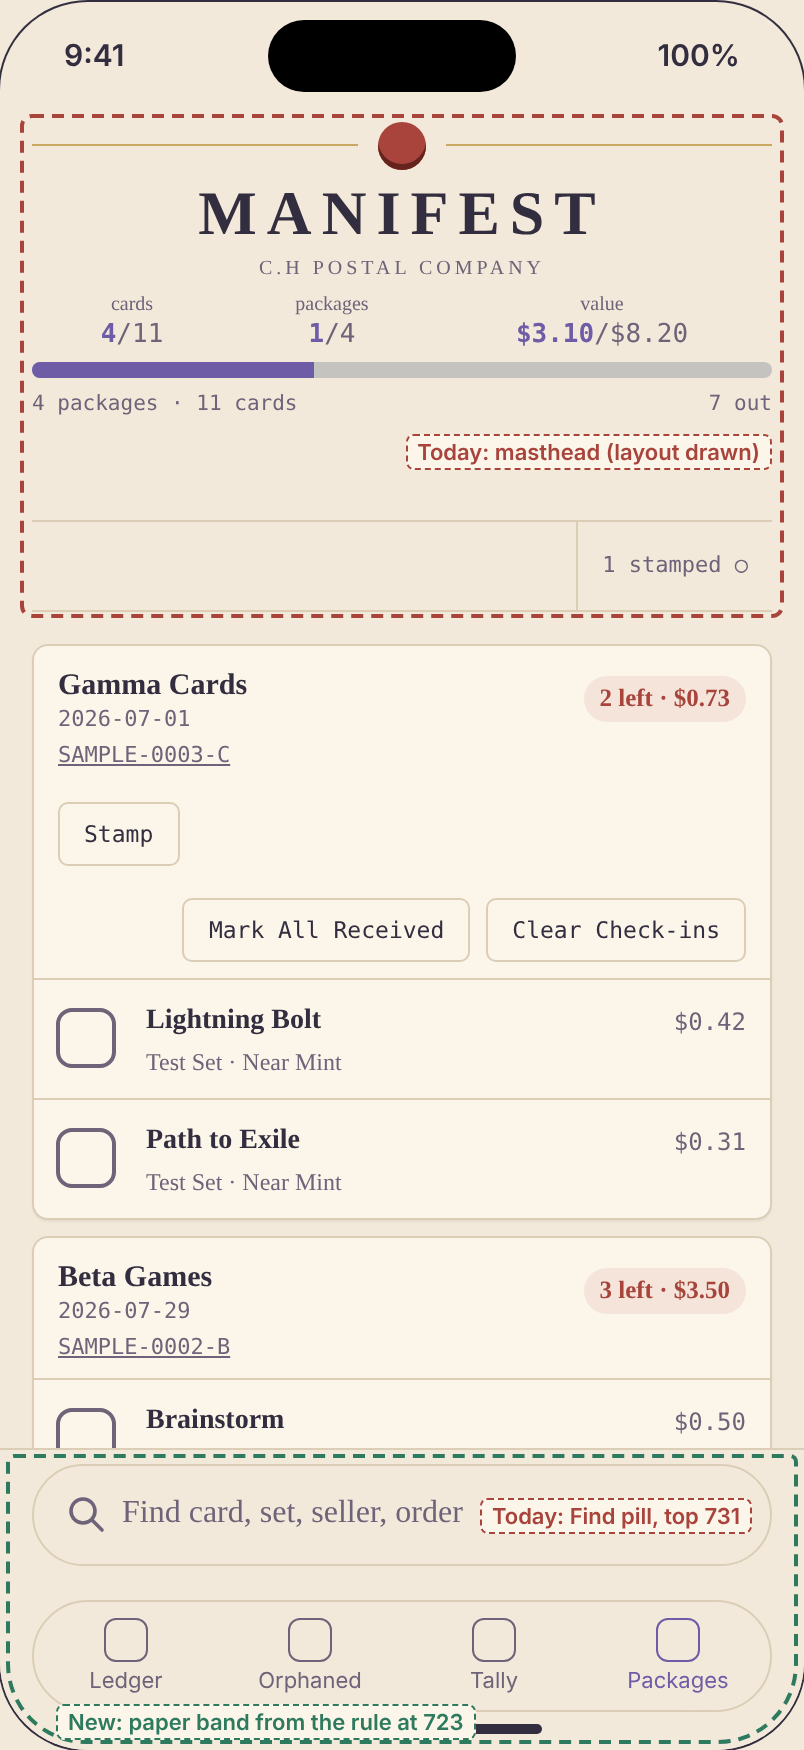 9:41 100%
MANIFEST
C.H POSTAL COMPANY
cards packages value
4/11 1/4 $3.10/$8.20
4 packages · 11 cards 7 out
Today: masthead (layout drawn)
1 stamped ○
Gamma Cards
2 left · $0.73
2026-07-01
SAMPLE-0003-C
Stamp
Mark All Received Clear Check-ins
Lightning Bolt $0.42
Test Set · Near Mint
Path to Exile $0.31
Test Set · Near Mint
Beta Games
3 left · $3.50
2026-07-29
SAMPLE-0002-B
Brainstorm $0.50
Find card, set, seller, order Today: Find pill, top 731
Ledger Orphaned Tally Packages
New: paper band from the rule at 723